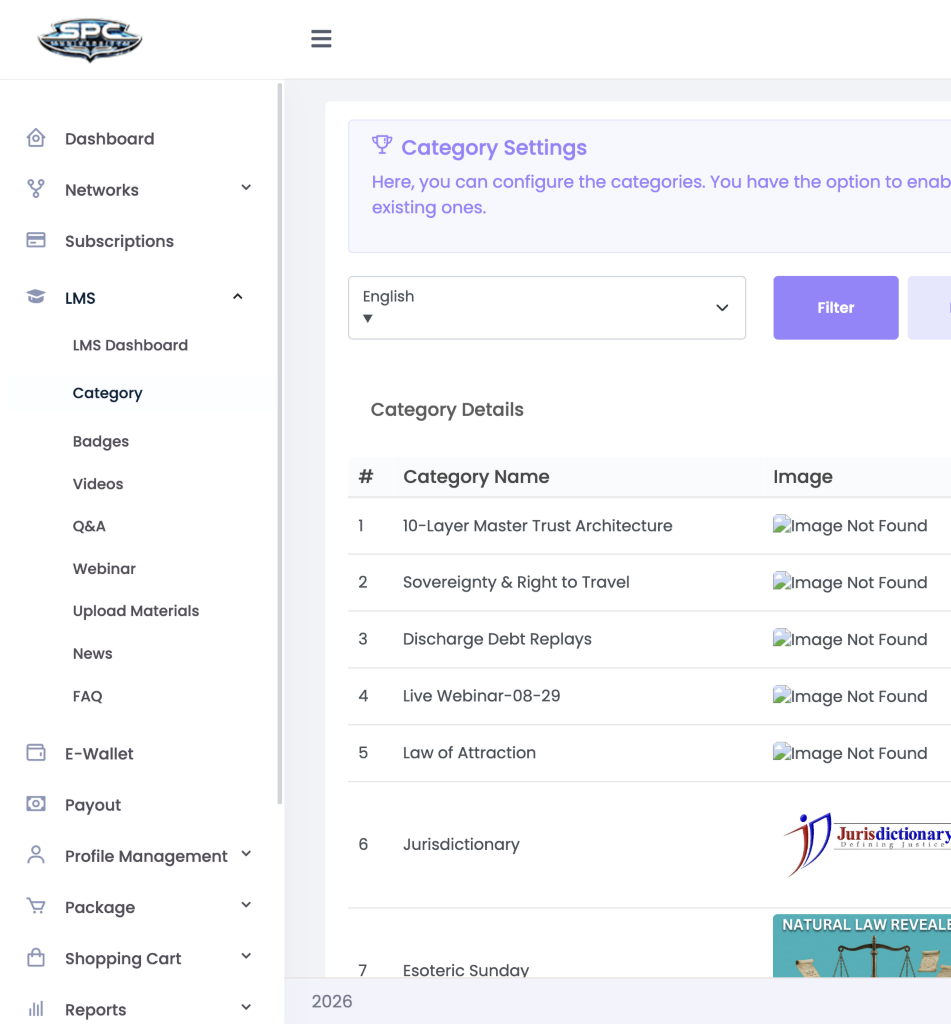 SPC
UNIVERSITY
Dashboard
Networks
Subscriptions
LMS
LMS Dashboard
Category
Badges
Videos
Q&A
Webinar
Upload Materials
News
FAQ
E-Wallet
Payout
Profile Management
Package
Shopping Cart
Reports
Category Settings
Here, you can configure the categories. You have the option to enab
existing ones.
English
▼
Filter
Category Details
# Category Name Image
1 10-Layer Master Trust Architecture Image Not Found
2 Sovereignty & Right to Travel Image Not Found
3 Discharge Debt Replays Image Not Found
4 Live Webinar-08-29 Image Not Found
5 Law of Attraction Image Not Found
6 Jurisdictionary Jurisdictionary
Defining Justice
NATURAL LAW REVEALE
7 Esoteric Sunday
2026